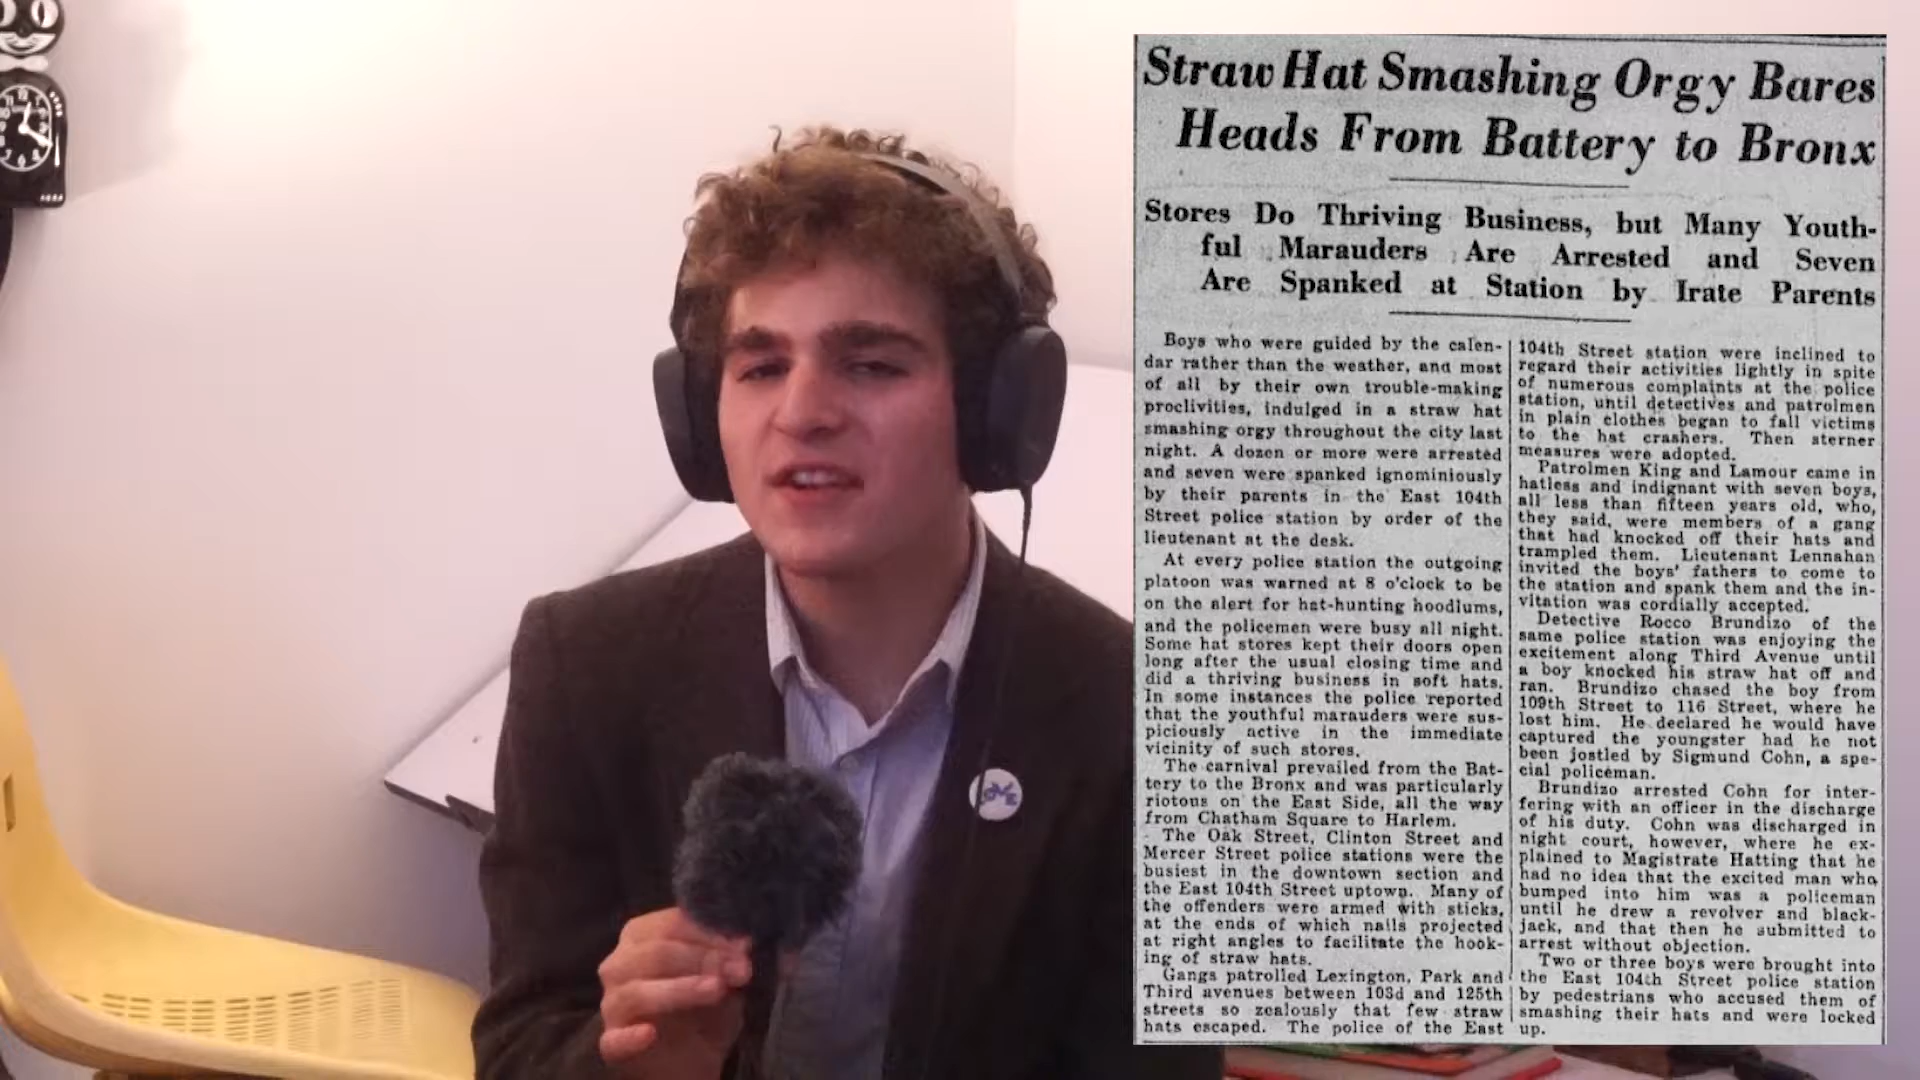 Straw Hat Smashing Orgy Bares
Heads From Battery to Bronx
Stores Do Thriving Business, but Many Youth-
ful Marauders Are Arrested and Seven
Are Spanked at Station by Irate Parents
Boys who were guided by the calen-
dar rather than the weather, and most
of all by their own trouble-making
proclivities, indulged in a straw hat
smashing orgy throughout the city last
night. A dozen or more were arrested
and seven were spanked ignominiously
by their parents in the East 104th
Street police station by order of the
lieutenant at the desk.
At every police station the outgoing
platoon was warned at 8 o'clock to be
on the alert for hat-hunting hoodlums,
and the policemen were busy all night.
Some hat stores kept their doors open
long after the usual closing time and
did a thriving business in soft hats.
In some instances the police reported
that the youthful marauders were sus-
piciously active in the immediate
vicinity of such stores.
The carnival prevailed from the Bat-
tery to the Bronx and was particularly
riotous on the East Side, all the way
from Chatham Square to Harlem.
The Oak Street, Clinton Street and
Mercer Street police stations were the
busiest in the downtown section and
the East 104th Street uptown. Many of
the offenders were armed with sticks,
at the ends of which nails projected
at right angles to facilitate the hook-
ing of straw hats.
Gangs patrolled Lexington, Park and
Third avenues between 103d and 125th
streets so zealously that few straw
hats escaped. The police of the East
104th Street station were inclined to
regard their activities lightly in spite
of numerous complaints at the police
station, until detectives and patrolmen
in plain clothes began to fall victims
to the hat crashers. Then sterner
measures were adopted.
Patrolmen King and Lamour came in
hatless and indignant with seven boys,
all less than fifteen years old, who,
they said, were members of a gang
that had knocked off their hats and
trampled them. Lieutenant Lennahan
invited the boys' fathers to come to
the station and spank them and the in-
vitation was cordially accepted.
Detective Rocco Brundizo of the
same police station was enjoying the
excitement along Third Avenue until
a boy knocked his straw hat off and
ran. Brundizo chased the boy from
109th Street to 116 Street, where he
lost him. He declared he would have
captured the youngster had he not
been jostled by Sigmund Cohn, a spe-
cial policeman.
Brundizo arrested Cohn for inter-
fering with an officer in the discharge
of his duty. Cohn was discharged in
night court, however, where he ex-
plained to Magistrate Hatting that he
had no idea that the excited man who
bumped into him was a policeman
until he drew a revolver and black-
jack, and that then he submitted to
arrest without objection.
Two or three boys were brought into
the East 104th Street police station
by pedestrians who accused them of
smashing their hats and were locked
up.